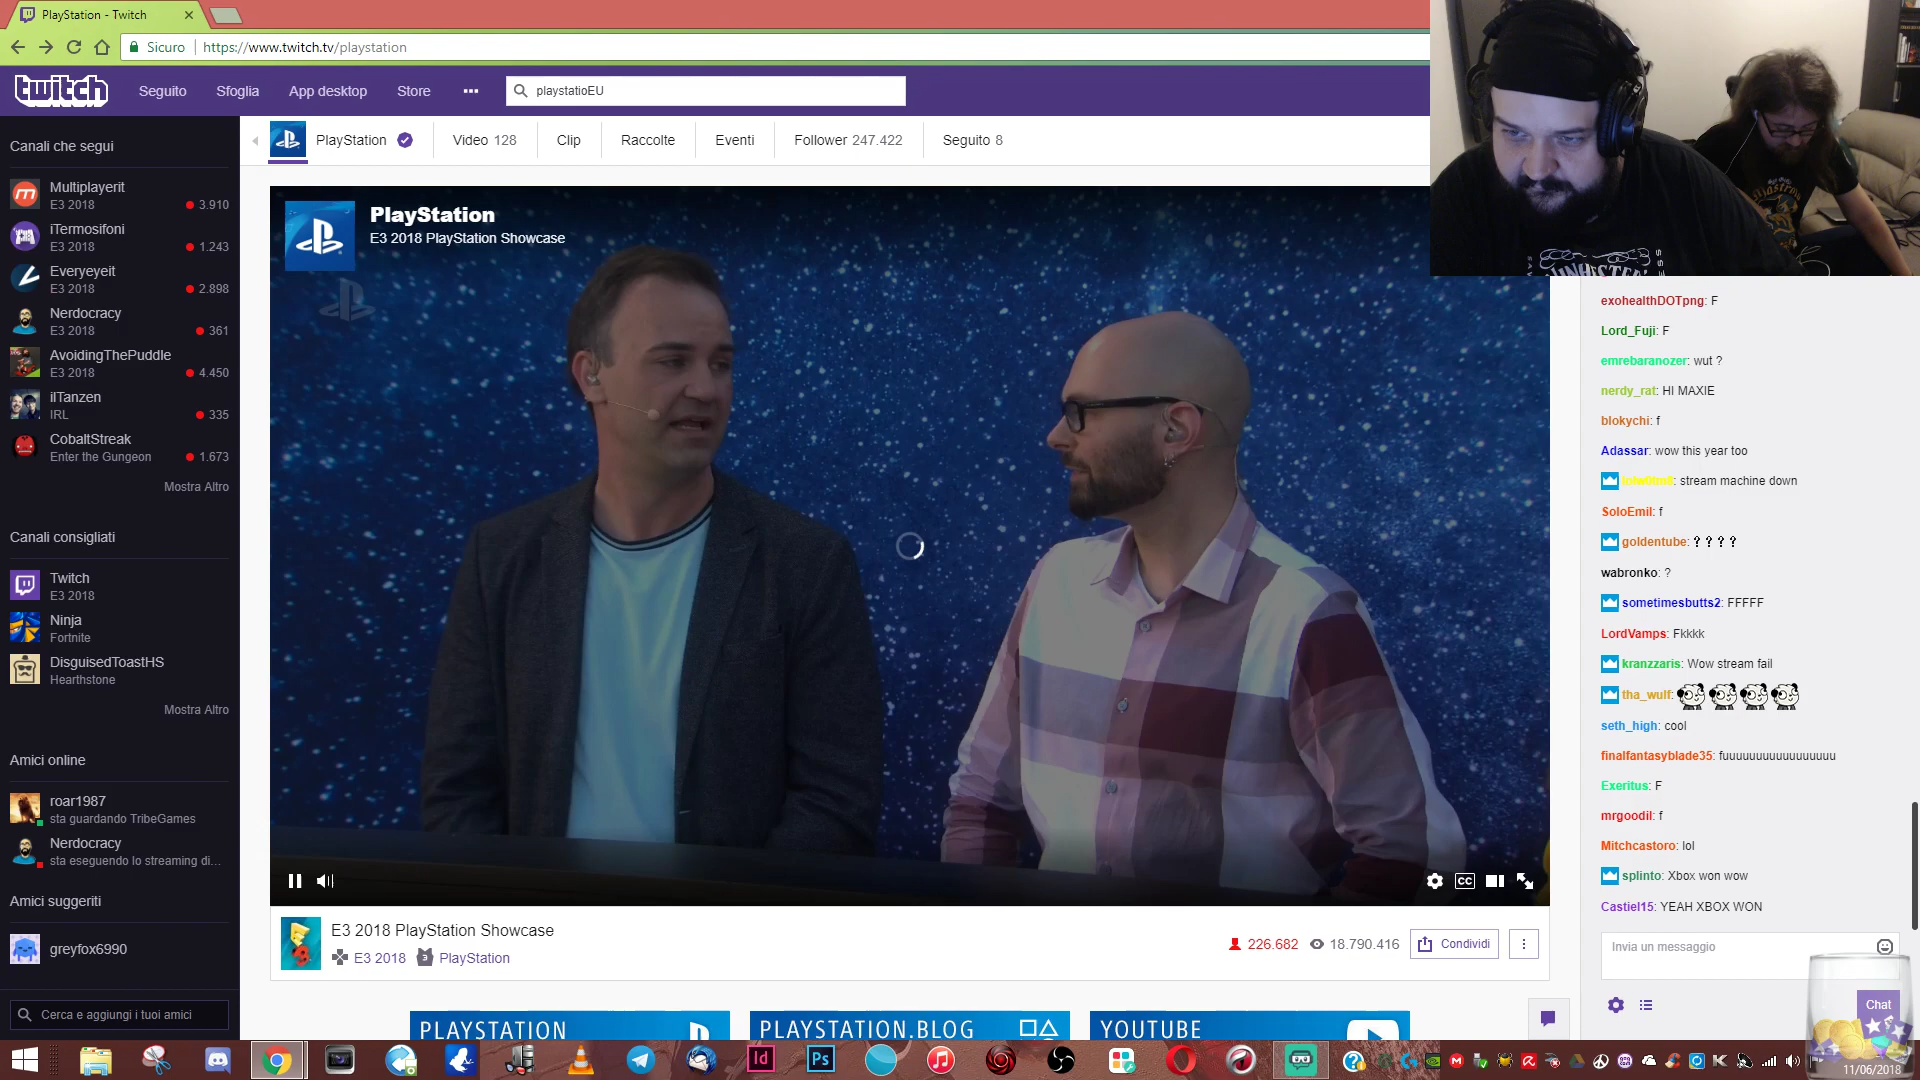 PlayStation - Twitch
Sicuro
https://www.twitch.tv/playstation
twitch
Seguito
Sfoglia
App desktop
Store
playstatioEU
PlayStation
Video 128
Clip
Raccolte
Eventi
Follower 247.422
Seguito 8
Canali che segui
Multiplayerit
E3 2018
3.910
iTermosifoni
E3 2018
1.243
Everyeyeit
E3 2018
2.898
Nerdocracy
E3 2018
361
AvoidingThePuddle
E3 2018
4.450
ilTanzen
IRL
335
CobaltStreak
Enter the Gungeon
1.673
Mostra Altro
Canali consigliati
Twitch
E3 2018
Ninja
Fortnite
DisguisedToastHS
Hearthstone
Mostra Altro
Amici online
roar1987
sta guardando TribeGames
Nerdocracy
sta eseguendo lo streaming di...
Amici suggeriti
greyfox6990
Cerca e aggiungi i tuoi amici
PlayStation
E3 2018 PlayStation Showcase
CC
E3 2018 PlayStation Showcase
E3 2018
PlayStation
226.682
18.790.416
Condividi
PLAYSTATION
PLAYSTATION.BLOG
YOUTUBE
exohealthDOTpng: F
Lord_Fuji: F
emrebaranozer: wut ?
nerdy_rat: HI MAXIE
blokychi: f
Adassar: wow this year too
: stream machine down
SoloEmil: f
goldentube: ? ? ? ?
wabronko: ?
sometimesbutts2: FFFFF
LordVamps: Fkkkk
kranzzaris: Wow stream fail
tha_wulf:
seth_high: cool
finalfantasyblade35: fuuuuuuuuuuuuuuuuu
Exeritus: F
mrgoodil: f
Mitchcastoro: lol
splinto: Xbox won wow
Castiel15: YEAH XBOX WON
Invia un messaggio
Chat
Id
Ps
11/06/2018